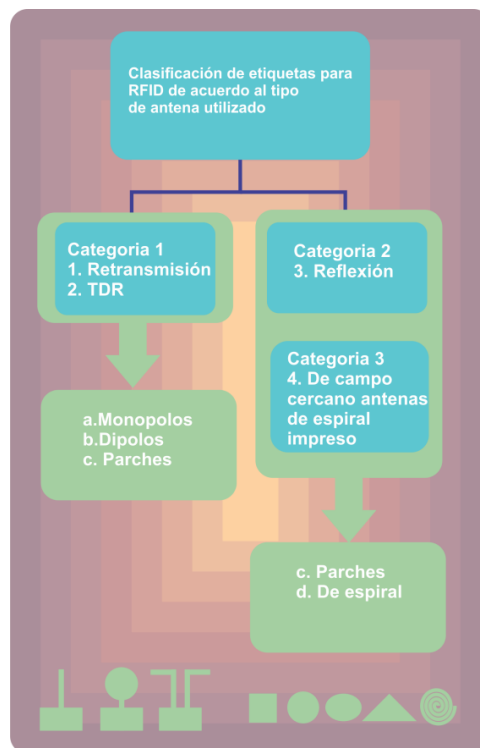 Clasificación de etiquetas para
RFID de acuerdo al tipo
de antena utilizado
Categoria 1
1. Retransmisión
2. TDR
Categoria 2
3. Reflexión
Categoria 3
4. De campo
cercano antenas
de espiral
impreso
a.Monopolos
b.Dipolos
c. Parches
c. Parches
d. De espiral